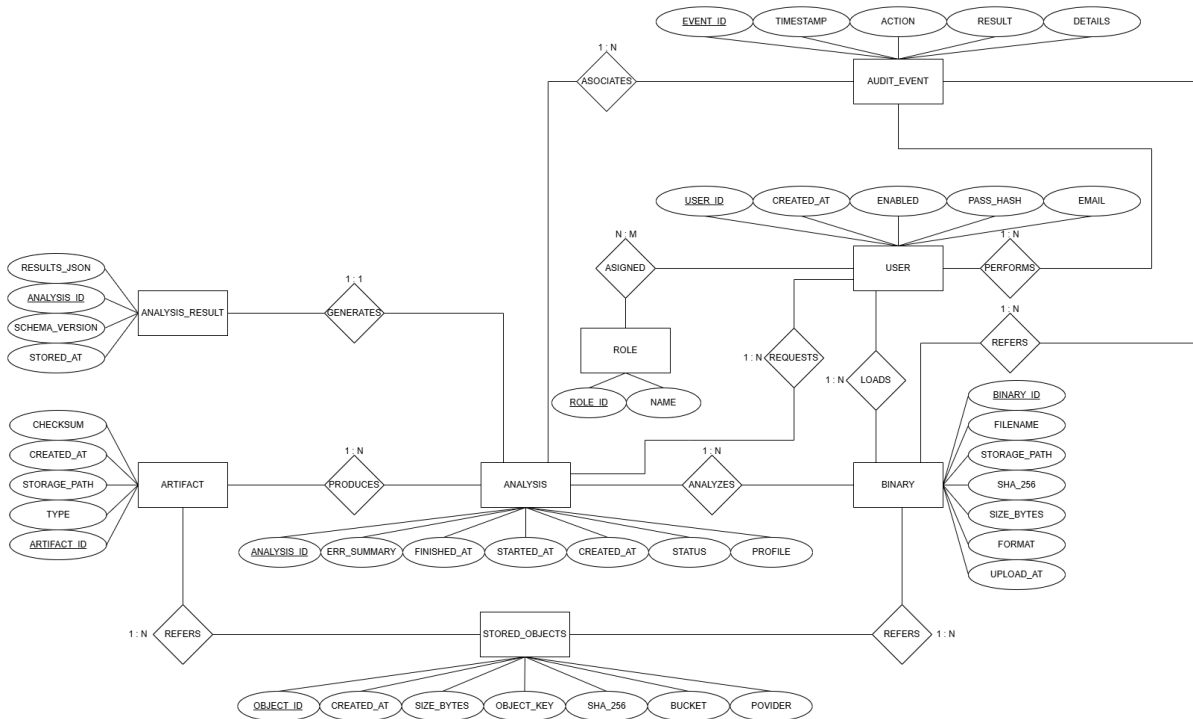 EVENT_ID TIMESTAMP ACTION RESULT DETAILS
1 : N
ASOCIATES
AUDIT_EVENT
USER_ID CREATED_AT ENABLED PASS_HASH EMAIL
N : M
1 : N
ASIGNED
USER
PERFORMS
RESULTS_JSON
1 : 1
ANALYSIS_ID
ANALYSIS_RESULT
GENERATES
SCHEMA_VERSION
STORED_AT
1 : N
REFERS
ROLE
1 : N
REQUESTS
1 : N
LOADS
ROLE_ID NAME
BINARY_ID
FILENAME
STORAGE_PATH
SHA_256
SIZE_BYTES
FORMAT
UPLOAD_AT
CHECKSUM
CREATED_AT
STORAGE_PATH
TYPE
ARTIFACT_ID
1 : N
1 : N
ARTIFACT
PRODUCES
ANALYSIS
ANALYZES
BINARY
ANALYSIS_ID ERR_SUMMARY FINISHED_AT STARTED_AT CREATED_AT STATUS PROFILE
1 : N
REFERS
STORED_OBJECTS
REFERS
1 : N
OBJECT_ID CREATED_AT SIZE_BYTES OBJECT_KEY SHA_256 BUCKET POVIDER